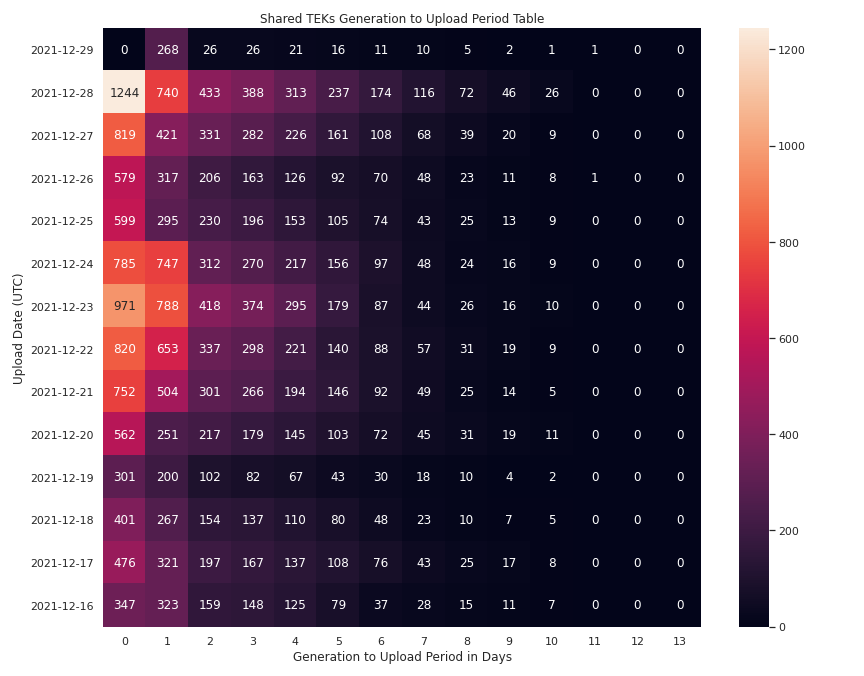 Shared TEKs Generation to Upload Period Table
Upload Date (UTC)
2021-12-29 0 268 26 26 21 16 11 10 5 2 1 1 0 0
2021-12-28 1244 740 433 388 313 237 174 116 72 46 26 0 0 0
2021-12-27 819 421 331 282 226 161 108 68 39 20 9 0 0 0
2021-12-26 579 317 206 163 126 92 70 48 23 11 8 1 0 0
2021-12-25 599 295 230 196 153 105 74 43 25 13 9 0 0 0
2021-12-24 785 747 312 270 217 156 97 48 24 16 9 0 0 0
2021-12-23 971 788 418 374 295 179 87 44 26 16 10 0 0 0
2021-12-22 820 653 337 298 221 140 88 57 31 19 9 0 0 0
2021-12-21 752 504 301 266 194 146 92 49 25 14 5 0 0 0
2021-12-20 562 251 217 179 145 103 72 45 31 19 11 0 0 0
2021-12-19 301 200 102 82 67 43 30 18 10 4 2 0 0 0
2021-12-18 401 267 154 137 110 80 48 23 10 7 5 0 0 0
2021-12-17 476 321 197 167 137 108 76 43 25 17 8 0 0 0
2021-12-16 347 323 159 148 125 79 37 28 15 11 7 0 0 0
0 1 2 3 4 5 6 7 8 9 10 11 12 13
Generation to Upload Period in Days
1200
1000
800
600
400
200
0